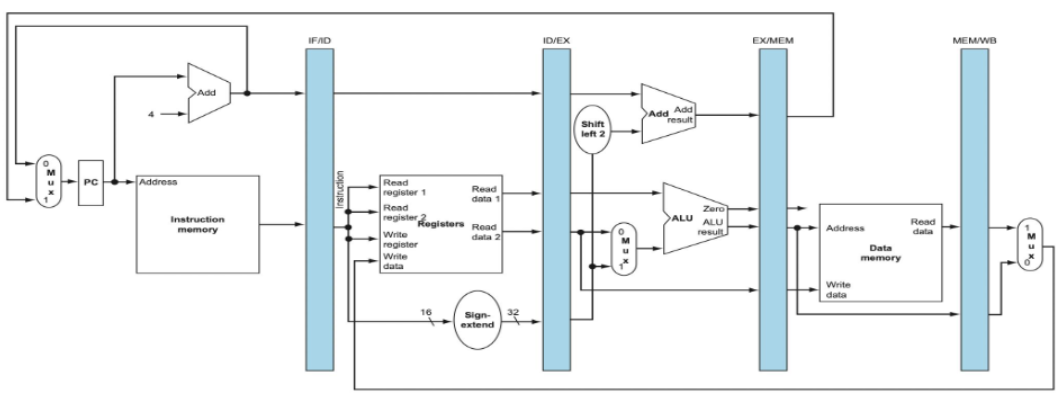 IF/ID
ID/EX
EX/MEM
MEM/WB
Add
4
Shift
left 2
Add
Add
result
0
M
u
x
1
PC
Address
Instruction
memory
Instruction
Read
register 1
Read
register 2
Write
register
Write
data
Registers
Read
data 1
Read
data 2
16
Sign-
extend
32
0
M
u
x
1
ALU
Zero
ALU
result
Address
Read
data
Data
memory
Write
data
1
M
u
x
0